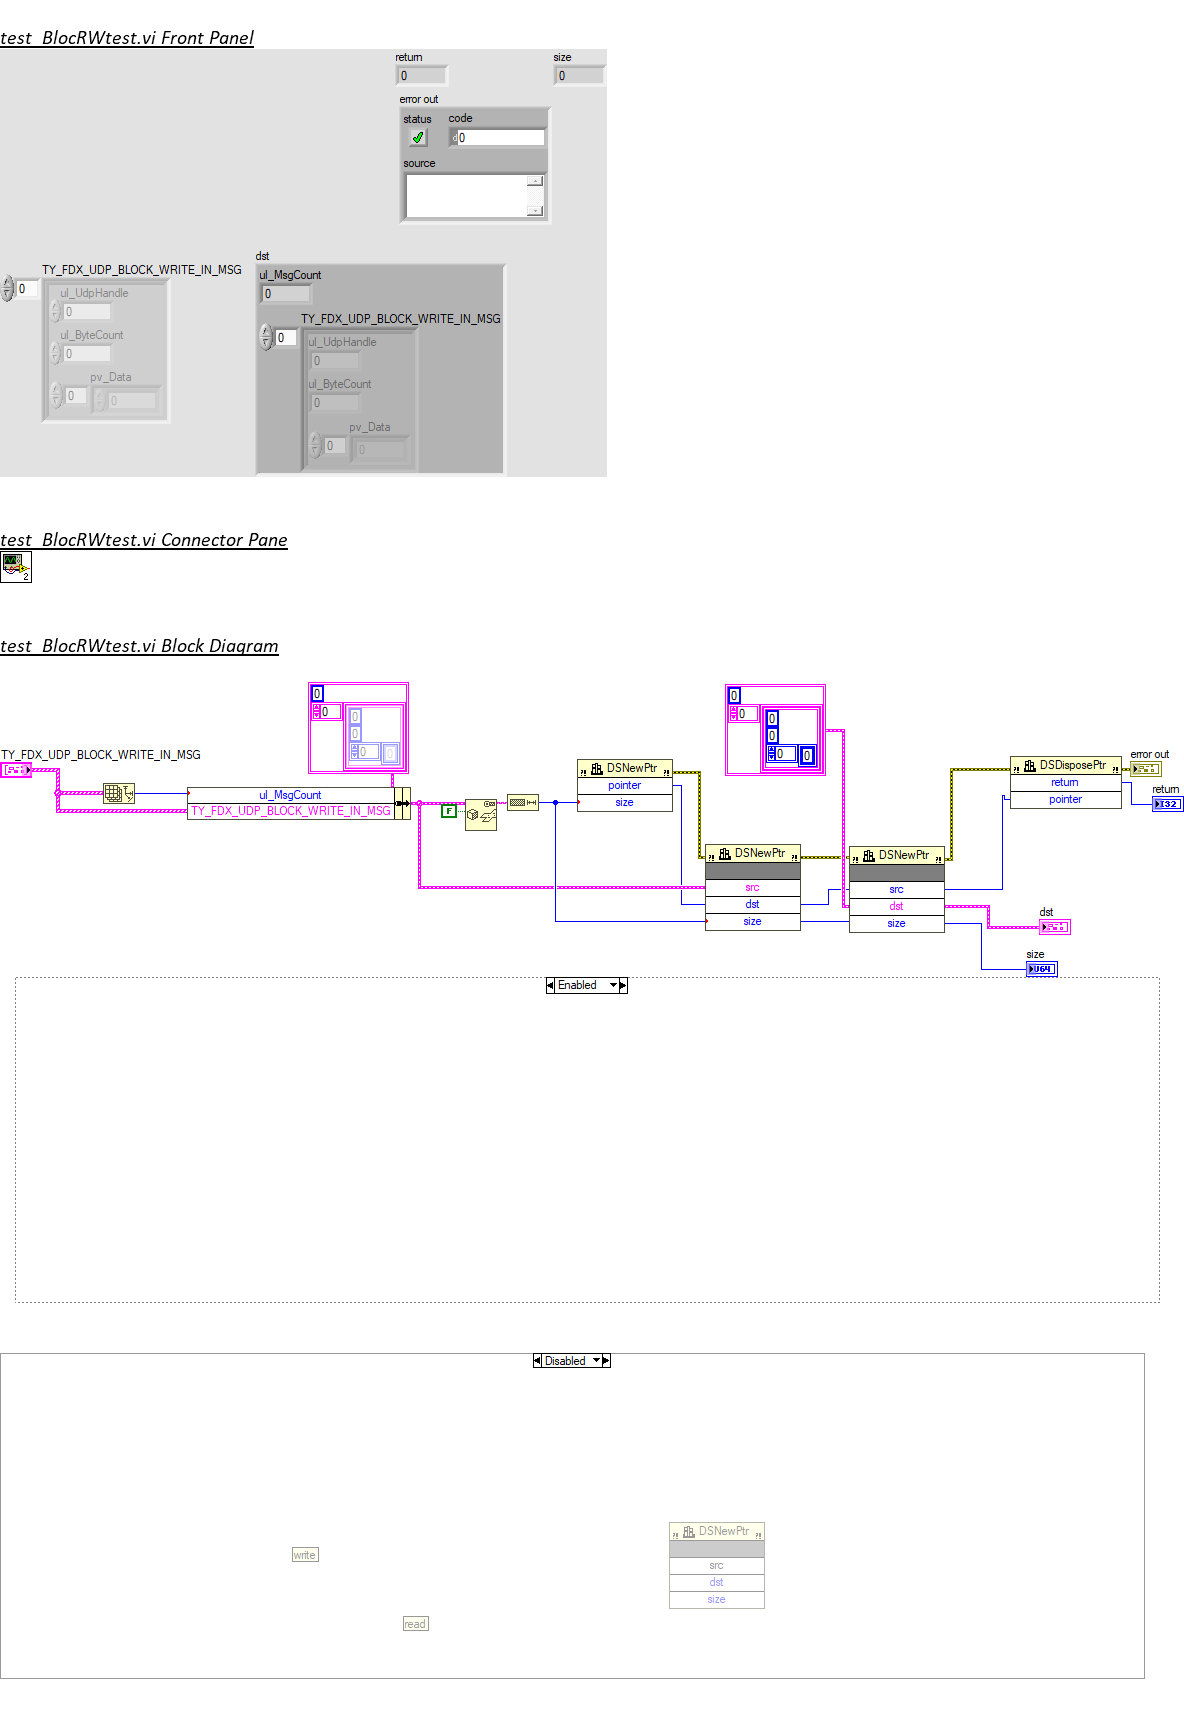 test_BlocRWtest.vi Front Panel
return
0
size
0
error out
status
code
d
0
source
TY_FDX_UDP_BLOCK_WRITE_IN_MSG
0
ul_UdpHandle
0
ul_ByteCount
0
pv_Data
0
0
dst
ul_MsgCount
0
TY_FDX_UDP_BLOCK_WRITE_IN_MSG
0
ul_UdpHandle
0
ul_ByteCount
0
pv_Data
0
0
test_BlocRWtest.vi Connector Pane
2
test_BlocRWtest.vi Block Diagram
0
0
0
0
0
0
0
0
0
0
0
0
TY_FDX_UDP_BLOCK_WRITE_IN_MSG
ul_MsgCount
TY_FDX_UDP_BLOCK_WRITE_IN_MSG
F
DSNewPtr
pointer
size
DSNewPtr
src
dst
size
DSNewPtr
src
dst
size
DSDisposePtr
return
pointer
error out
return
I32
dst
size
U64
Enabled
Disabled
DSNewPtr
src
dst
size
write
read